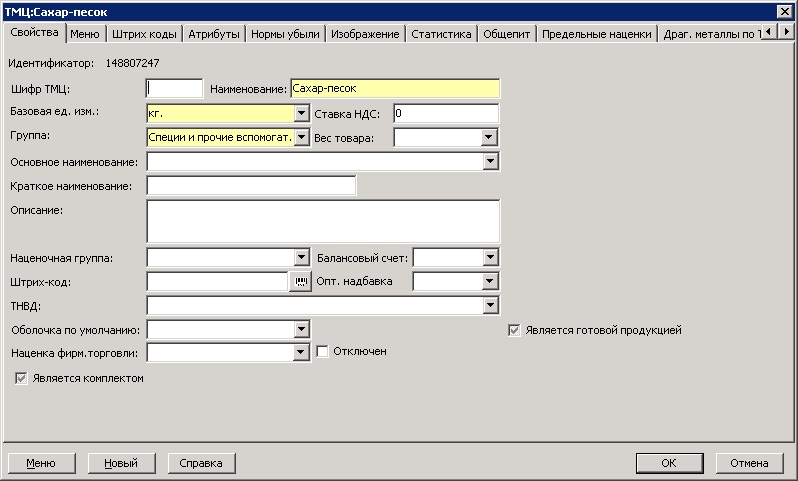 ТМЦ:Сахар-песок
Свойства Меню Штрих коды Атрибуты Нормы убыли Изображение Статистика Общепит Предельные наценки Драг. металлы по Т
Идентификатор: 148807247
Шифр ТМЦ: Наименование: Сахар-песок
Базовая ед. изм.: кг. Ставка НДС: 0
Группа: Специи и прочие вспомогат. Вес товара:
Основное наименование:
Краткое наименование:
Описание:
Наценочная группа: Балансовый счет:
Штрих-код: Опт. надбавка
ТНВД:
Оболочка по умолчанию: Является готовой продукцией
Наценка фирм.торговли: Отключен
Является комплектом
Меню Новый Справка OK Отмена